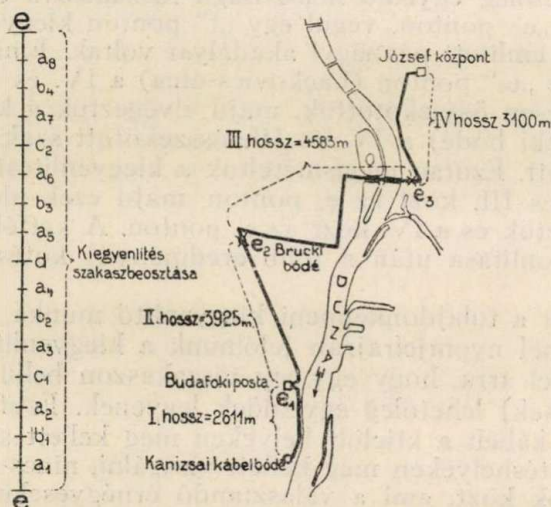 e
a₈
b₄
a₇
c₂
a₆
b₃
a₅
d
a₄
b₂
a₃
c₁
a₂
b₁
a₁
e
Kiegyenlítés
szakaszbeosztása
József központ
IV hossz 3100m
III hossz=4583m
e₃
e₂ Brucki
bódé
II. hossz=3925m
DUNA
Budafoki posta
e₁
I, hossz=2611m
Kanizsai kábelbódé